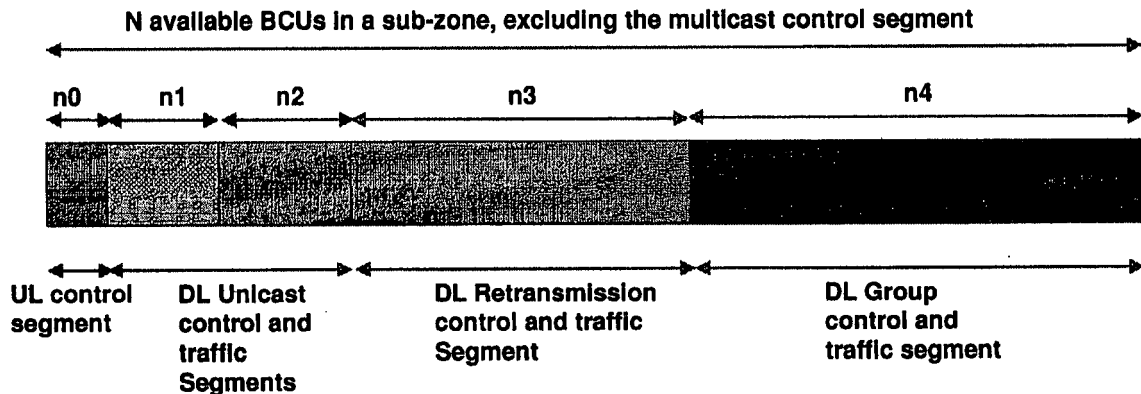 N available BCUs in a sub-zone, excluding the multicast control segment
n0 n1 n2 n3 n4
UL control
segment
DL Unicast
control and
traffic
Segments
DL Retransmission
control and traffic
Segment
DL Group
control and
traffic segment